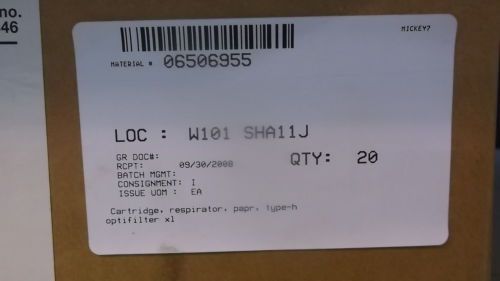 no.
46
MICKEY7
MATERIAL # 06506955
LOC : W101 SHA11J
GR DOC#:
RCPT: 09/30/2008
QTY: 20
BATCH MGMT:
CONSIGNMENT: I
ISSUE UOM : EA
Cartridge, respirator, papr, type-h
optifilter xl